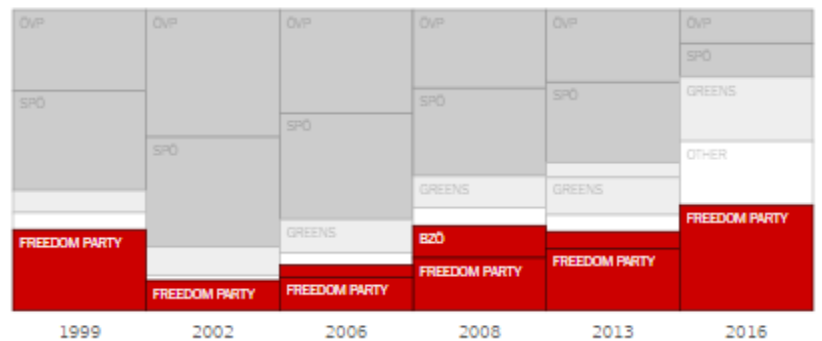 ÖVP ÖVP ÖVP ÖVP ÖVP ÖVP
SPÖ
SPÖ SPÖ SPÖ GREENS
SPÖ
SPÖ
OTHER
GREENS GREENS
FREEDOM PARTY
GREENS
BZÖ
FREEDOM PARTY
FREEDOM PARTY
FREEDOM PARTY
FREEDOM PARTY FREEDOM PARTY
1999 2002 2006 2008 2013 2016